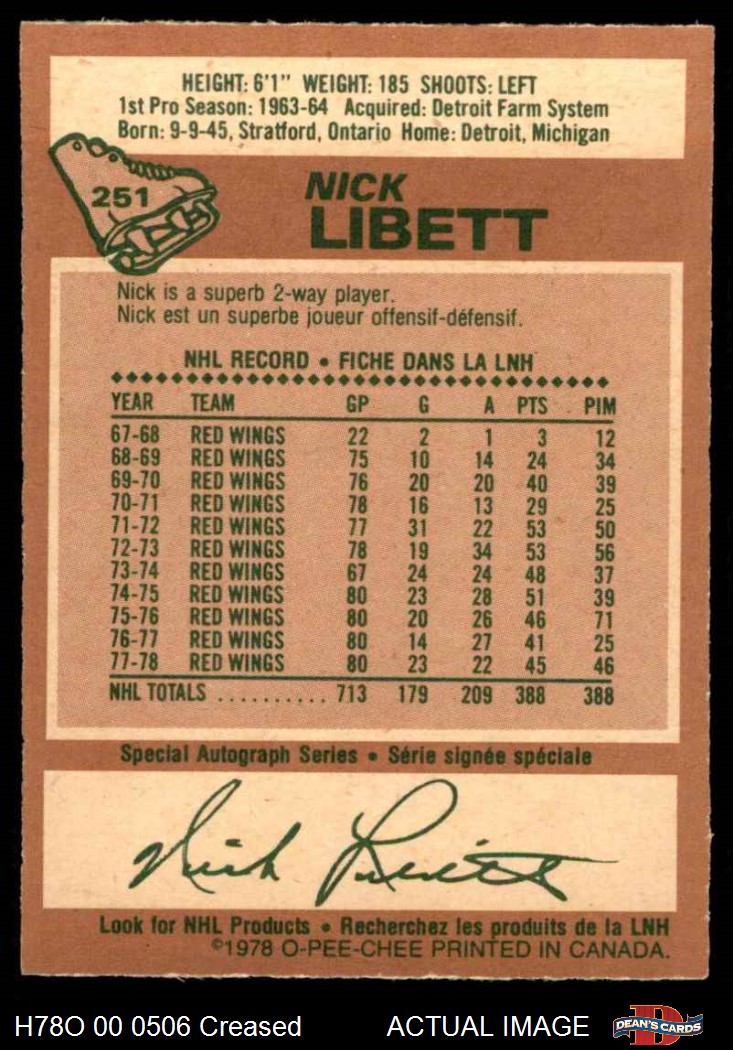 HEIGHT: 6'1" WEIGHT: 185 SHOOTS: LEFT
1st Pro Season: 1963-64 Acquired: Detroit Farm System
Born: 9-9-45, Stratford, Ontario Home: Detroit, Michigan
251
NICK
LIBETT
Nick is a superb 2-way player.
Nick est un superbe joueur offensif-défensif.
NHL RECORD • FICHE DANS LA LNH
YEAR TEAM GP G A PTS PIM
67-68 RED WINGS 22 2 1 3 12
68-69 RED WINGS 75 10 14 24 34
69-70 RED WINGS 76 20 20 40 39
70-71 RED WINGS 78 16 13 29 25
71-72 RED WINGS 77 31 22 53 50
72-73 RED WINGS 78 19 34 53 56
73-74 RED WINGS 67 24 24 48 37
74-75 RED WINGS 80 23 28 51 39
75-76 RED WINGS 80 20 26 46 71
76-77 RED WINGS 80 14 27 41 25
77-78 RED WINGS 80 23 22 45 46
NHL TOTALS .......... 713 179 209 388 388
Special Autograph Series • Série signée spéciale
Nick Libett
Look for NHL Products • Recherchez les produits de la LNH
©1978 O-PEE-CHEE PRINTED IN CANADA.
H78O 00 0506 Creased ACTUAL IMAGE DEAN'S CARDS